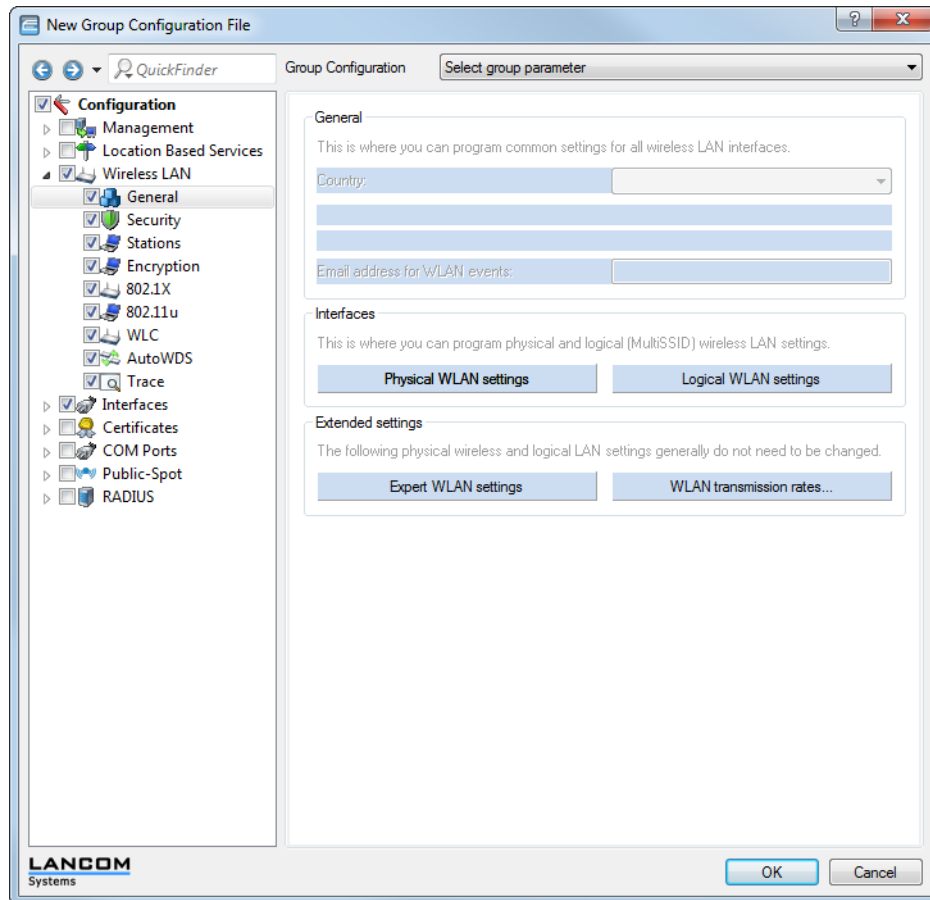 New Group Configuration File
?
X
QuickFinder
Group Configuration
Select group parameter
Configuration
Management
Location Based Services
Wireless LAN
General
Security
Stations
Encryption
802.1X
802.11u
WLC
AutoWDS
Trace
Interfaces
Certificates
COM Ports
Public-Spot
RADIUS
General
This is where you can program common settings for all wireless LAN interfaces.
Country:
Email address for WLAN events:
Interfaces
This is where you can program physical and logical (MultiSSID) wireless LAN settings.
Physical WLAN settings
Logical WLAN settings
Extended settings
The following physical wireless and logical LAN settings generally do not need to be changed.
Expert WLAN settings
WLAN transmission rates...
LANCOM
Systems
OK
Cancel